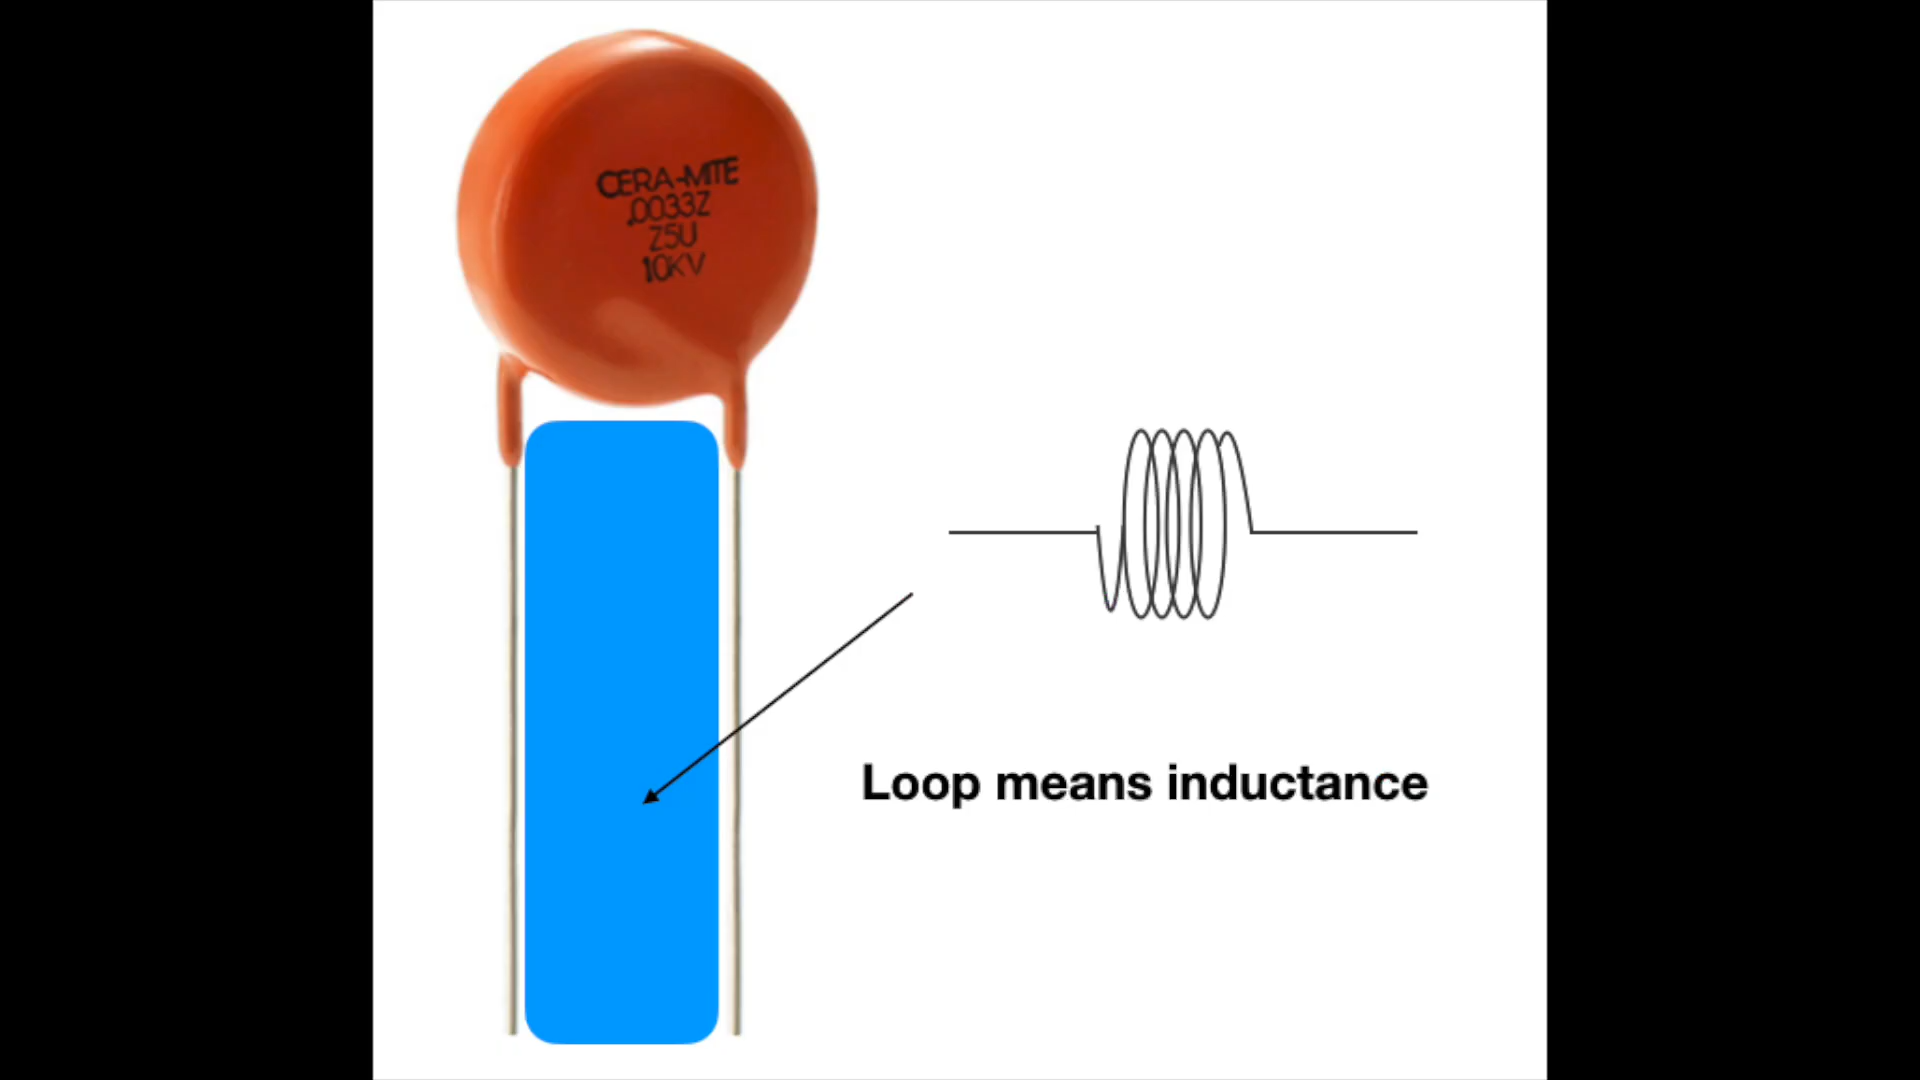 CERA-MITE
.0033Z
Z5U
10KV
Loop means inductance